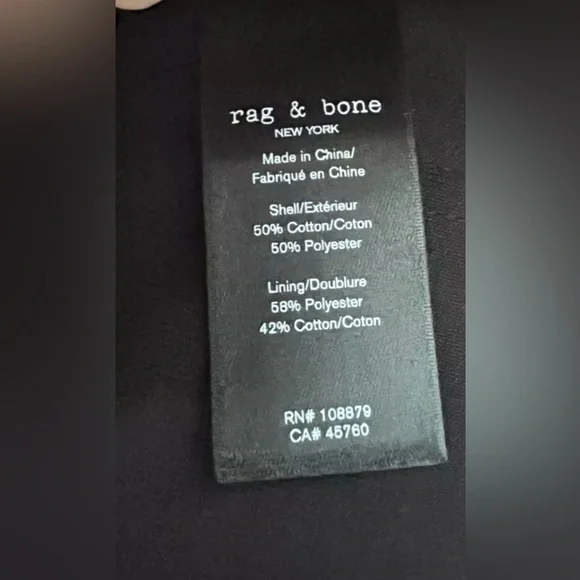 rag & bone
NEW YORK
Made in China/
Fabriqué en Chine
Shell/Extérieur
50% Cotton/Coton
50% Polyester
Lining/Doublure
58% Polyester
42% Cotton/Coton
RN# 108879
CA# 45760